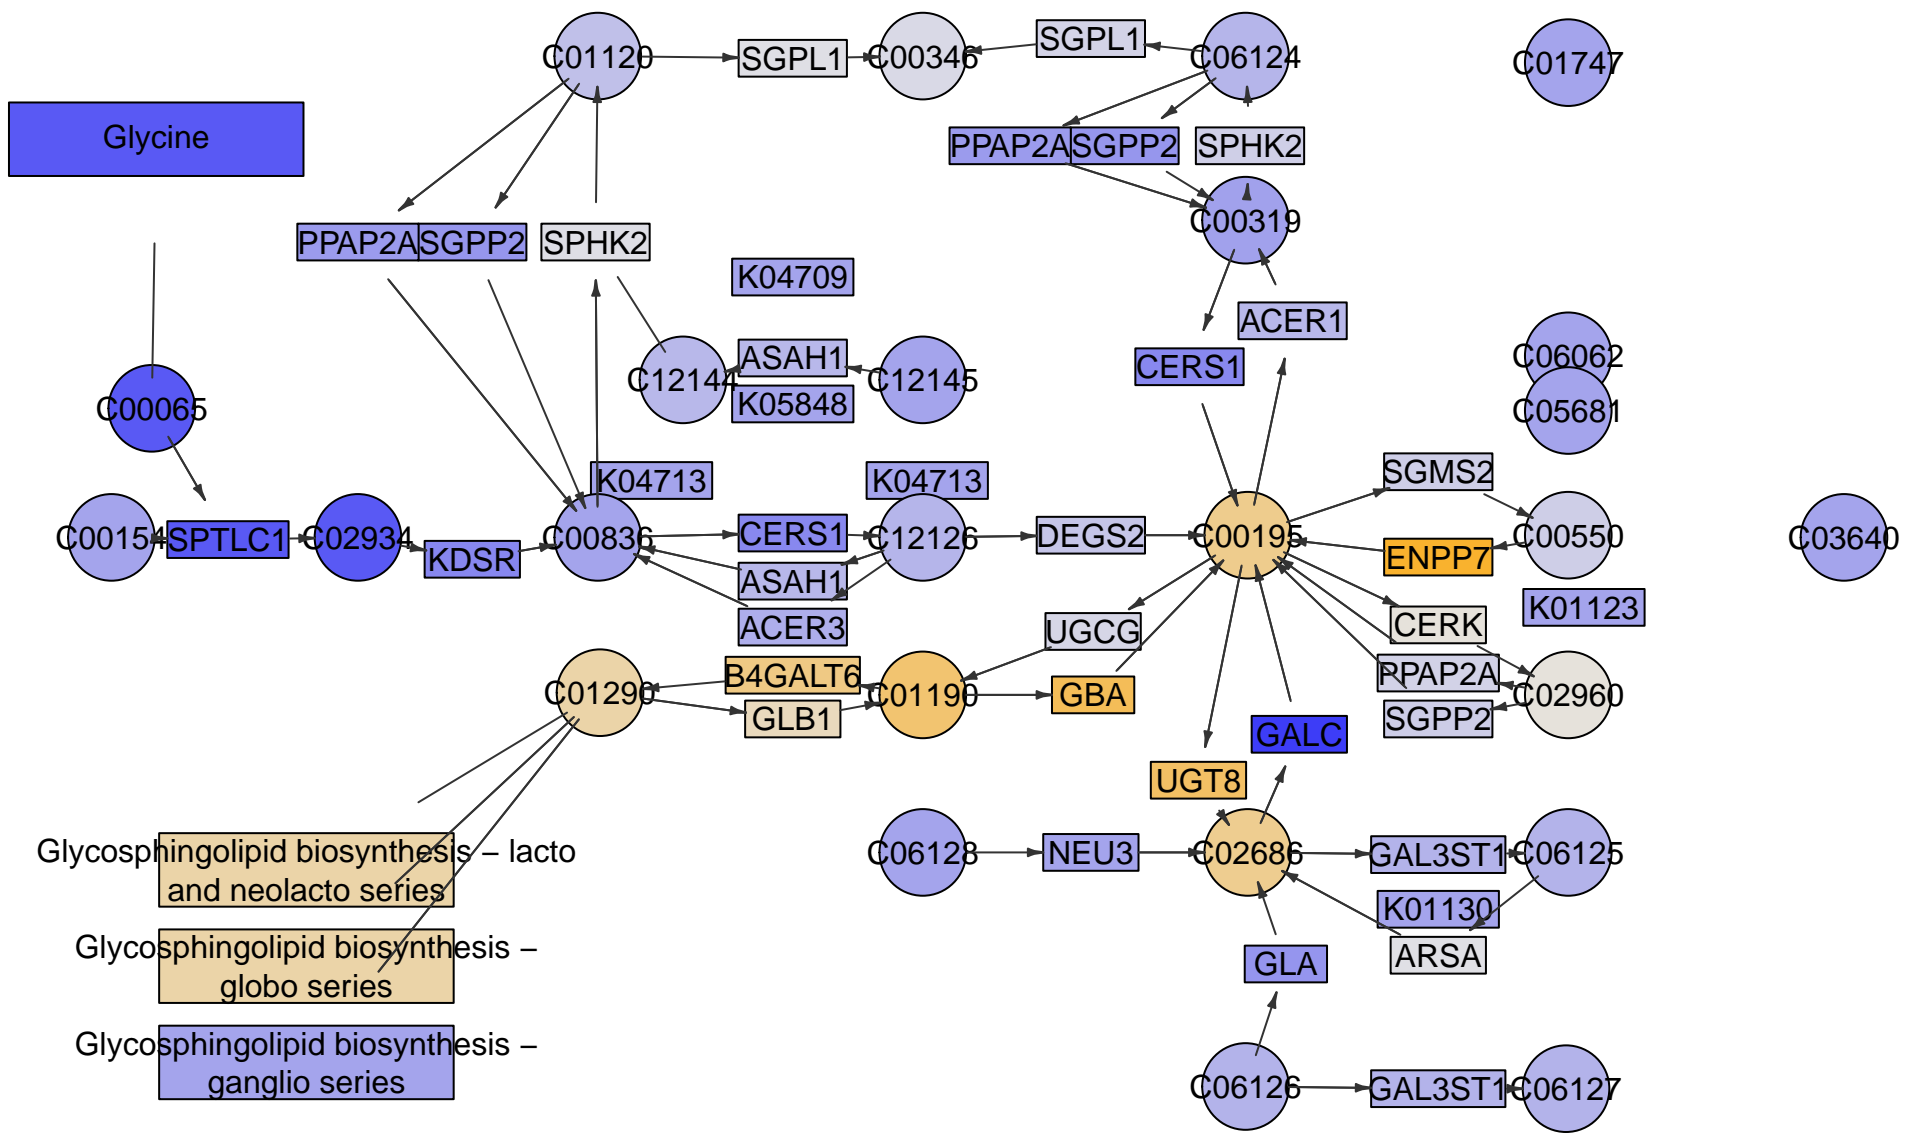 C01120
SGPL1
C00346
SGPL1
C06124
C01747
Glycine
PPAP2A
SGPP2
SPHK2
C00319
PPAP2A
SGPP2
SPHK2
K04709
ACER1
C06062
C12144
ASAH1
C12145
CERS1
K05848
C00065
C05681
K04713
K04713
SGMS2
C00154
SPTLC1
C02934
KDSR
C00836
CERS1
C12126
DEGS2
C00195
ENPP7
C00550
C03640
ASAH1
ACER3
UGCG
CERK
K01123
B4GALT6
PPAP2A
C01290
GLB1
C01190
GBA
SGPP2
C02960
GALC
UGT8
Glycosphingolipid biosynthesis – lacto
and neolacto series
C06128
NEU3
C02686
GAL3ST1
C06125
K01130
Glycosphingolipid biosynthesis –
globo series
GLA
ARSA
Glycosphingolipid biosynthesis –
ganglio series
C06126
GAL3ST1
C06127